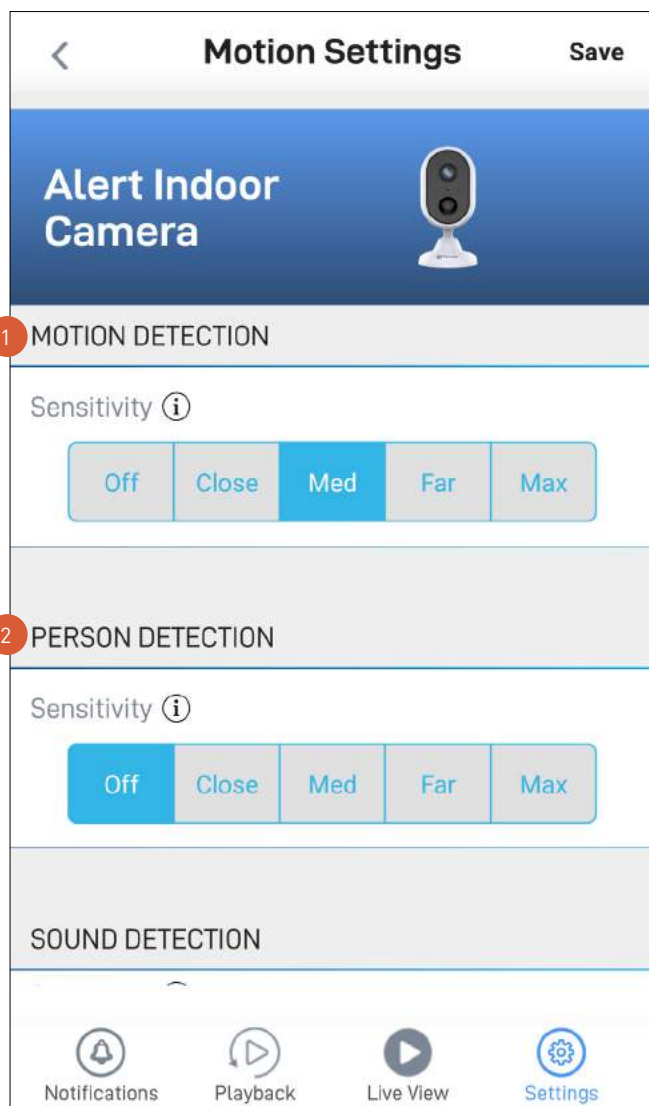 Motion Settings Save
Alert Indoor
Camera
1 MOTION DETECTION
Sensitivity i
Off Close Med Far Max
2 PERSON DETECTION
Sensitivity i
Off Close Med Far Max
SOUND DETECTION
Notifications Playback Live View Settings